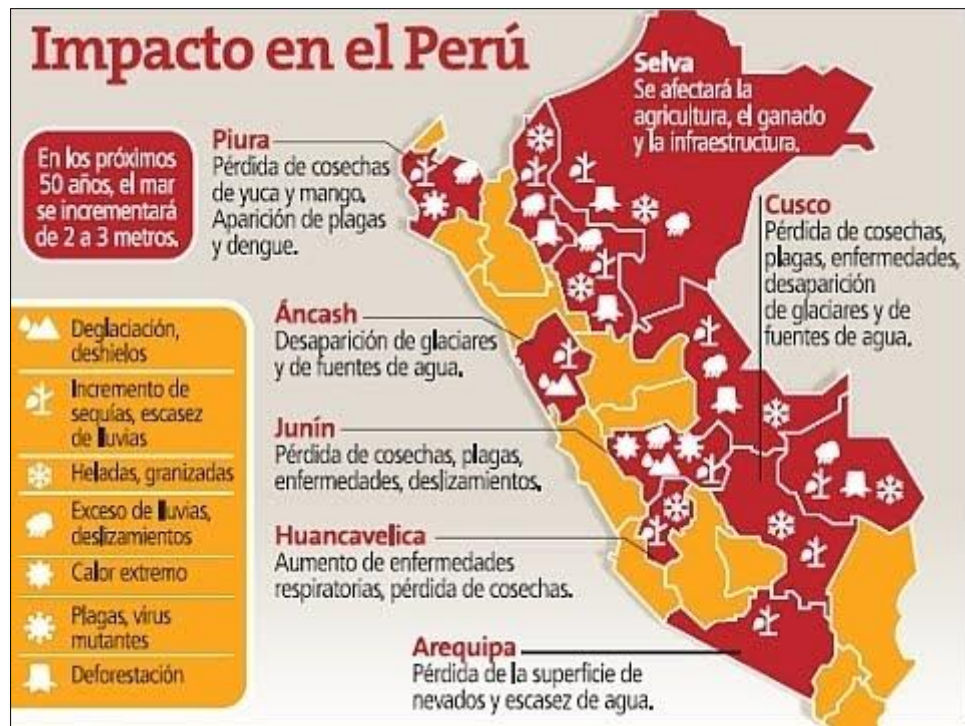 Impacto en el Perú
En los próximos
50 años, el mar
se incrementará
de 2 a 3 metros.
Piura
Pérdida de cosechas
de yuca y mango.
Aparición de plagas
y dengue.
Selva
Se afectará la
agricultura, el ganado
y la infraestructura.
Cusco
Pérdida de cosechas,
plagas, enfermedades,
desaparición
de glaciares y de
fuentes de agua.
Áncash
Desaparición de glaciares
y de fuentes de agua.
Junín
Pérdida de cosechas, plagas,
enfermedades, deslizamientos.
Huancavelica
Aumento de enfermedades
respiratorias, pérdida de cosechas.
Arequipa
Pérdida de la superficie de
nevados y escasez de agua.
Deglaciación,
deshielos
Incremento de
sequías, escasez
de lluvias
Heladas, granizadas
Exceso de lluvias,
deslizamientos
Calor extremo
Plagas, virus
mutantes
Deforestación